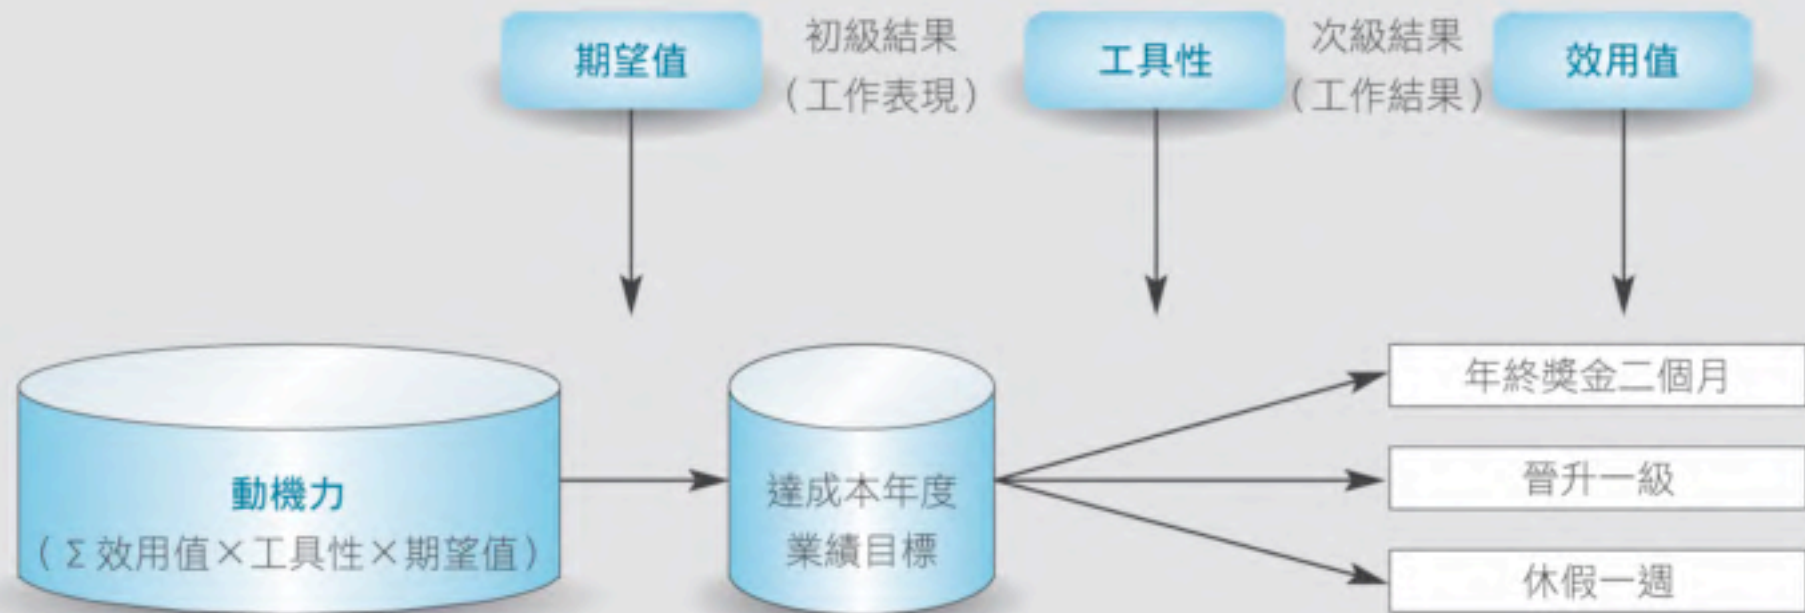 期望值
初級結果
（工作表現）
工具性
次級結果
（工作結果）
效用值
動機力
（Σ效用值×工具性×期望值）
達成本年度
業績目標
年終獎金二個月
晉升一級
休假一週